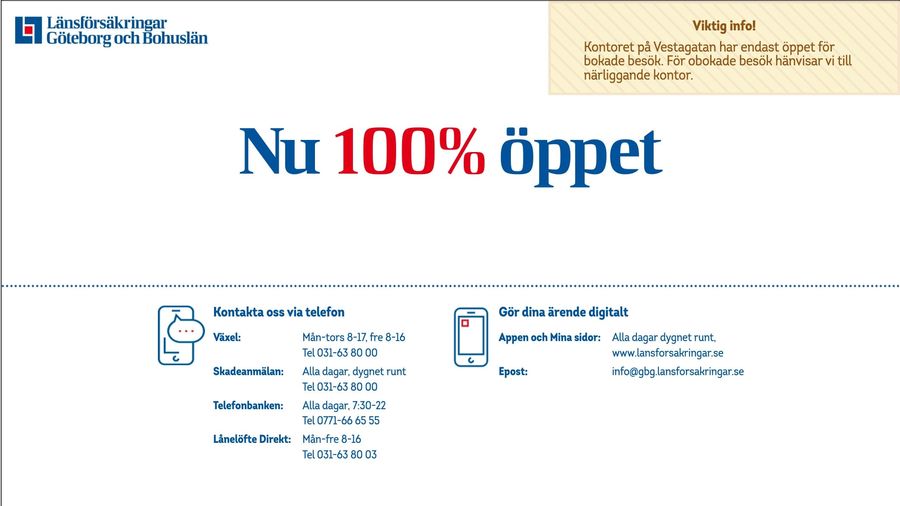 Länsförsäkringar
Göteborg och Bohuslän
Viktig info!
Kontoret på Vestagatan har endast öppet för
bokade besök. För obokade besök hänvisar vi till
närliggande kontor.
Nu 100% öppet
Kontakta oss via telefon
Växel: Mån-tors 8-17, fre 8-16
Tel 031-63 80 00
Skadeanmälan: Alla dagar, dygnet runt
Tel 031-63 80 00
Telefonbanken: Alla dagar, 7:30-22
Tel 0771-66 65 55
Lånelöfte Direkt: Mån-fre 8-16
Tel 031-63 80 03
Gör dina ärende digitalt
Appen och Mina sidor: Alla dagar dygnet runt,
www.lansforsakringar.se
Epost: info@gbg.lansforsakringar.se